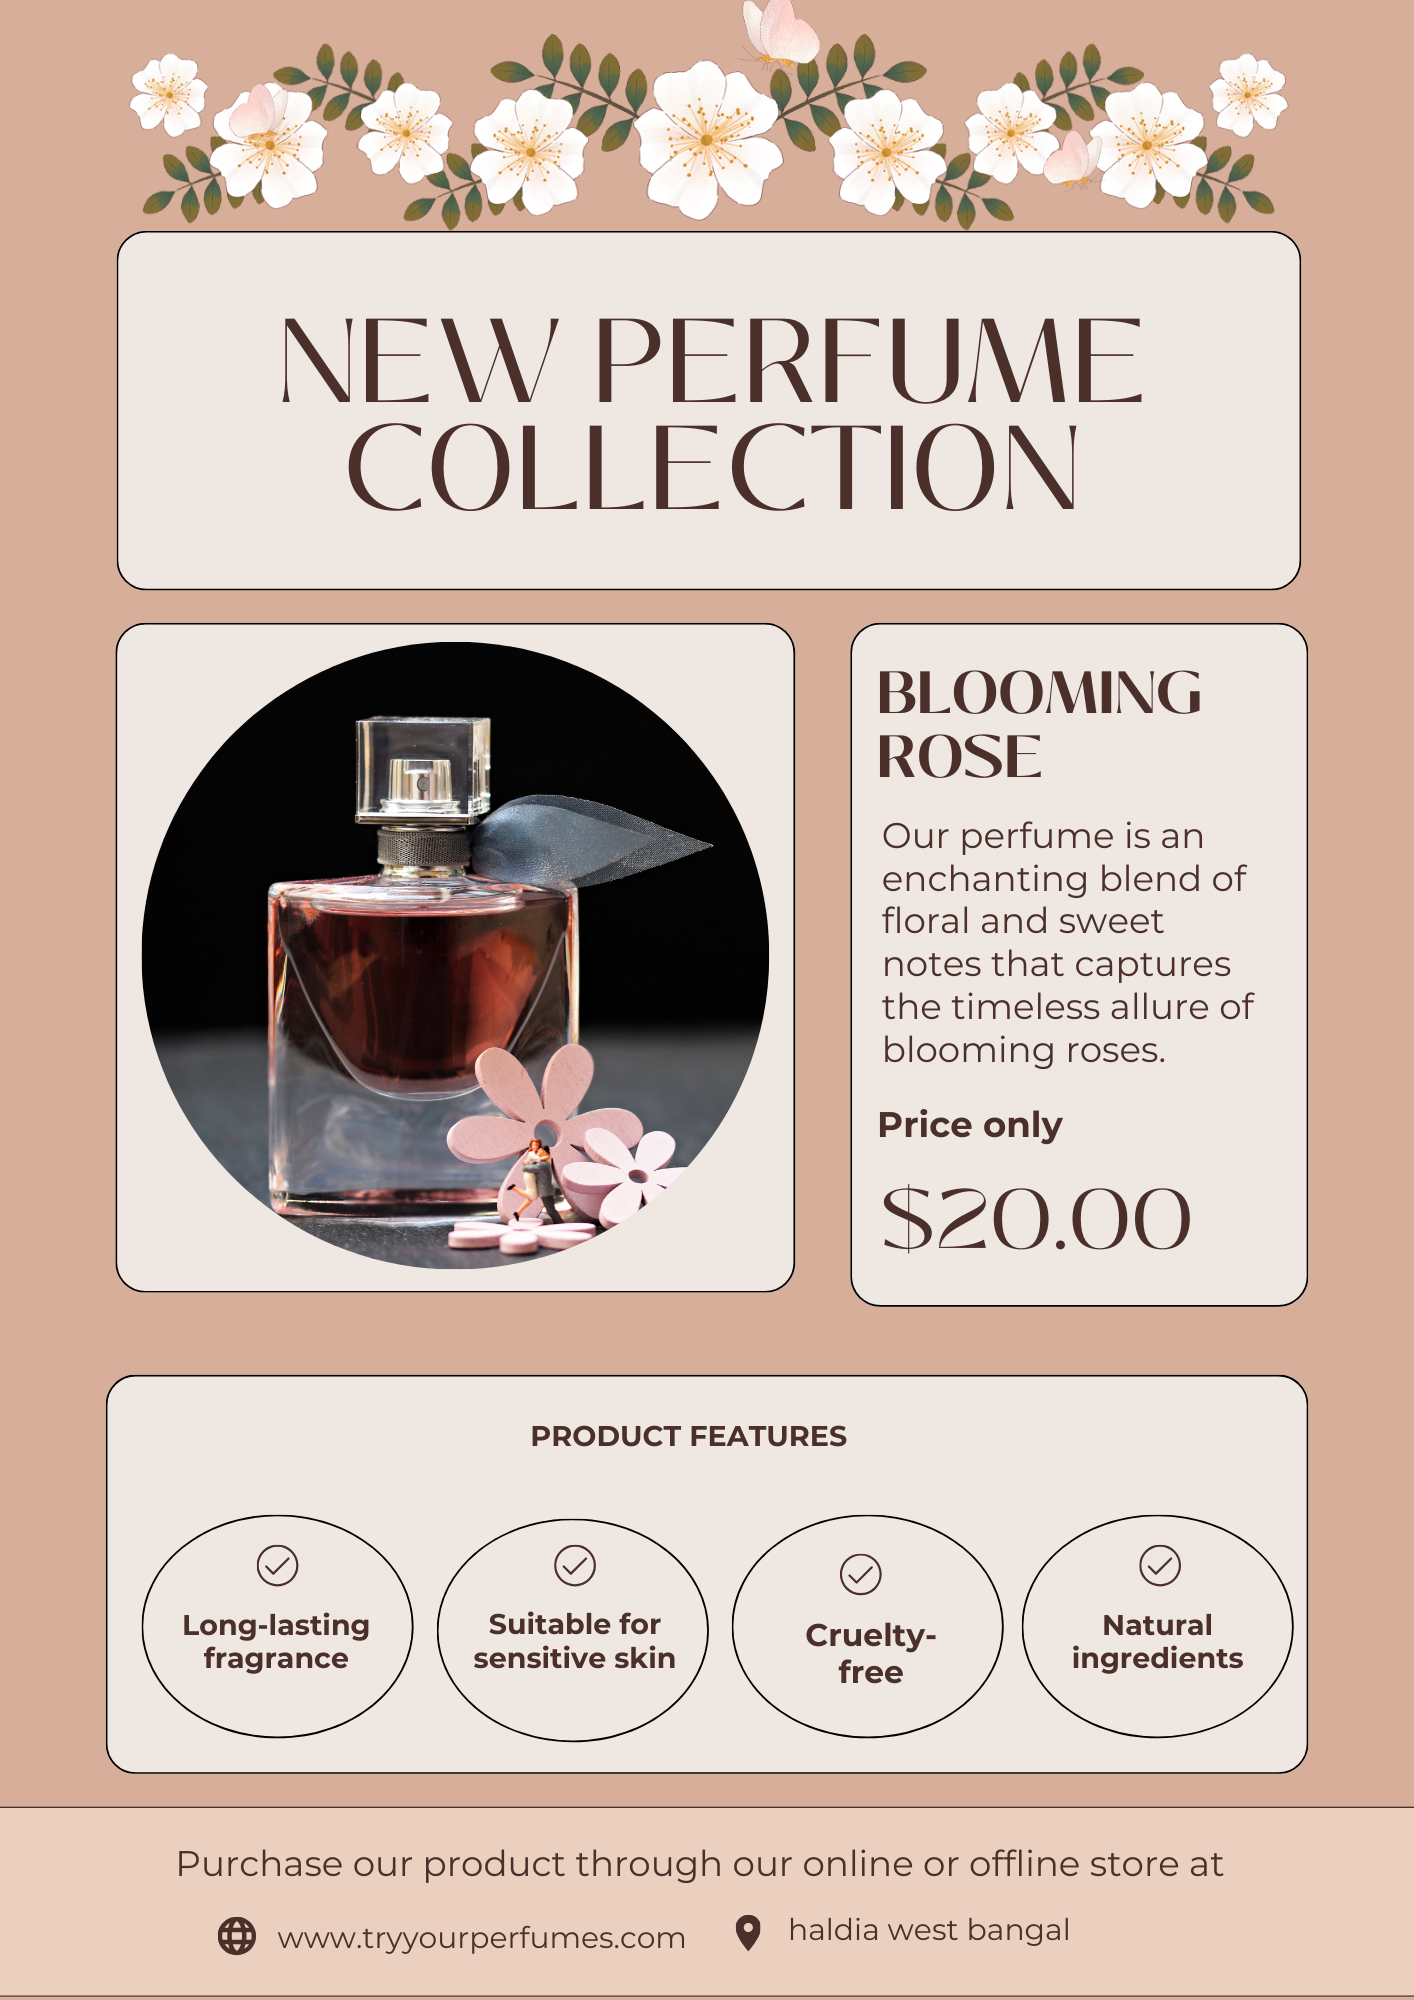 NEW PERFUME
COLLECTION
BLOOMING
ROSE
Our perfume is an
enchanting blend of
floral and sweet
notes that captures
the timeless allure of
blooming roses.
Price only
$20.00
PRODUCT FEATURES
Long-lasting
fragrance
Suitable for
sensitive skin
Cruelty-
free
Natural
ingredients
Purchase our product through our online or offline store at
www.tryyourperfumes.com
haldia west bangal